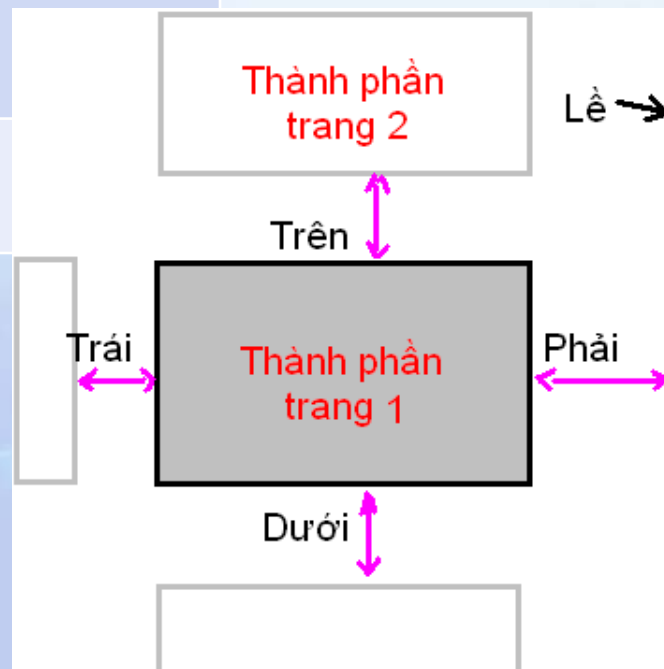 Thành phần
trang 2
Lề
Trên
Trái
Thành phần
trang 1
Phải
Dưới